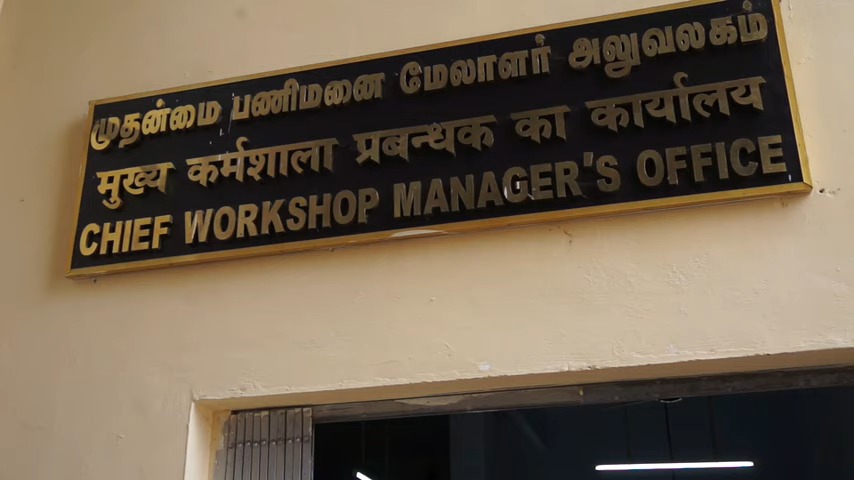 முதன்மை பணிமனை மேலாளர் அலுவலகம்
मुख्य कर्मशाला प्रबन्धक का कार्यालय
CHIEF WORKSHOP MANAGER'S OFFICE